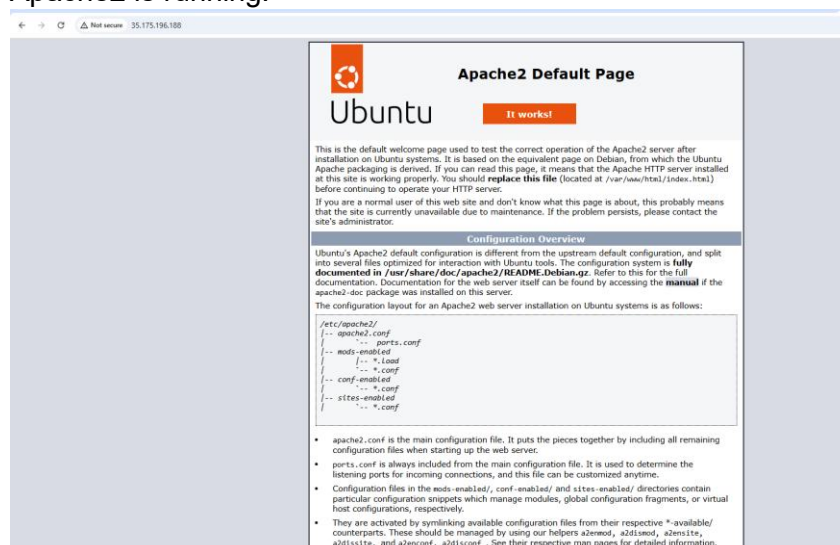 Apache2 is running.
Not secure 35.175.196.188
Apache2 Default Page
Ubuntu
It works!
This is the default welcome page used to test the correct operation of the Apache2 server after
installation on Ubuntu systems. It is based on the equivalent page on Debian, from which the Ubuntu
Apache packaging is derived. If you can read this page, it means that the Apache HTTP server installed
at this site is working properly. You should replace this file (located at /var/www/html/index.html)
before continuing to operate your HTTP server.
If you are a normal user of this web site and don't know what this page is about, this probably means
that the site is currently unavailable due to maintenance. If the problem persists, please contact the
site's administrator.
Configuration Overview
Ubuntu's Apache2 default configuration is different from the upstream default configuration, and split
into several files optimized for interaction with Ubuntu tools. The configuration system is fully
documented in /usr/share/doc/apache2/README.Debian.gz. Refer to this for the full
documentation. Documentation for the web server itself can be found by accessing the manual if the
apache2-doc package was installed on this server.
The configuration layout for an Apache2 web server installation on Ubuntu systems is as follows:
/etc/apache2/
|-- apache2.conf
|       `--  ports.conf
|-- mods-enabled
|       |-- *.load
|       `-- *.conf
|-- conf-enabled
|       `-- *.conf
|-- sites-enabled
|       `-- *.conf
• apache2.conf is the main configuration file. It puts the pieces together by including all remaining
configuration files when starting up the web server.
• ports.conf is always included from the main configuration file. It is used to determine the
listening ports for incoming connections, and this file can be customized anytime.
• Configuration files in the mods-enabled/, conf-enabled/ and sites-enabled/ directories contain
particular configuration snippets which manage modules, global configuration fragments, or virtual
host configurations, respectively.
• They are activated by symlinking available configuration files from their respective *-available/
counterparts. These should be managed by using our helpers a2enmod, a2dismod, a2ensite,
a2dissite, and a2enconf, a2disconf . See their respective man pages for detailed information.